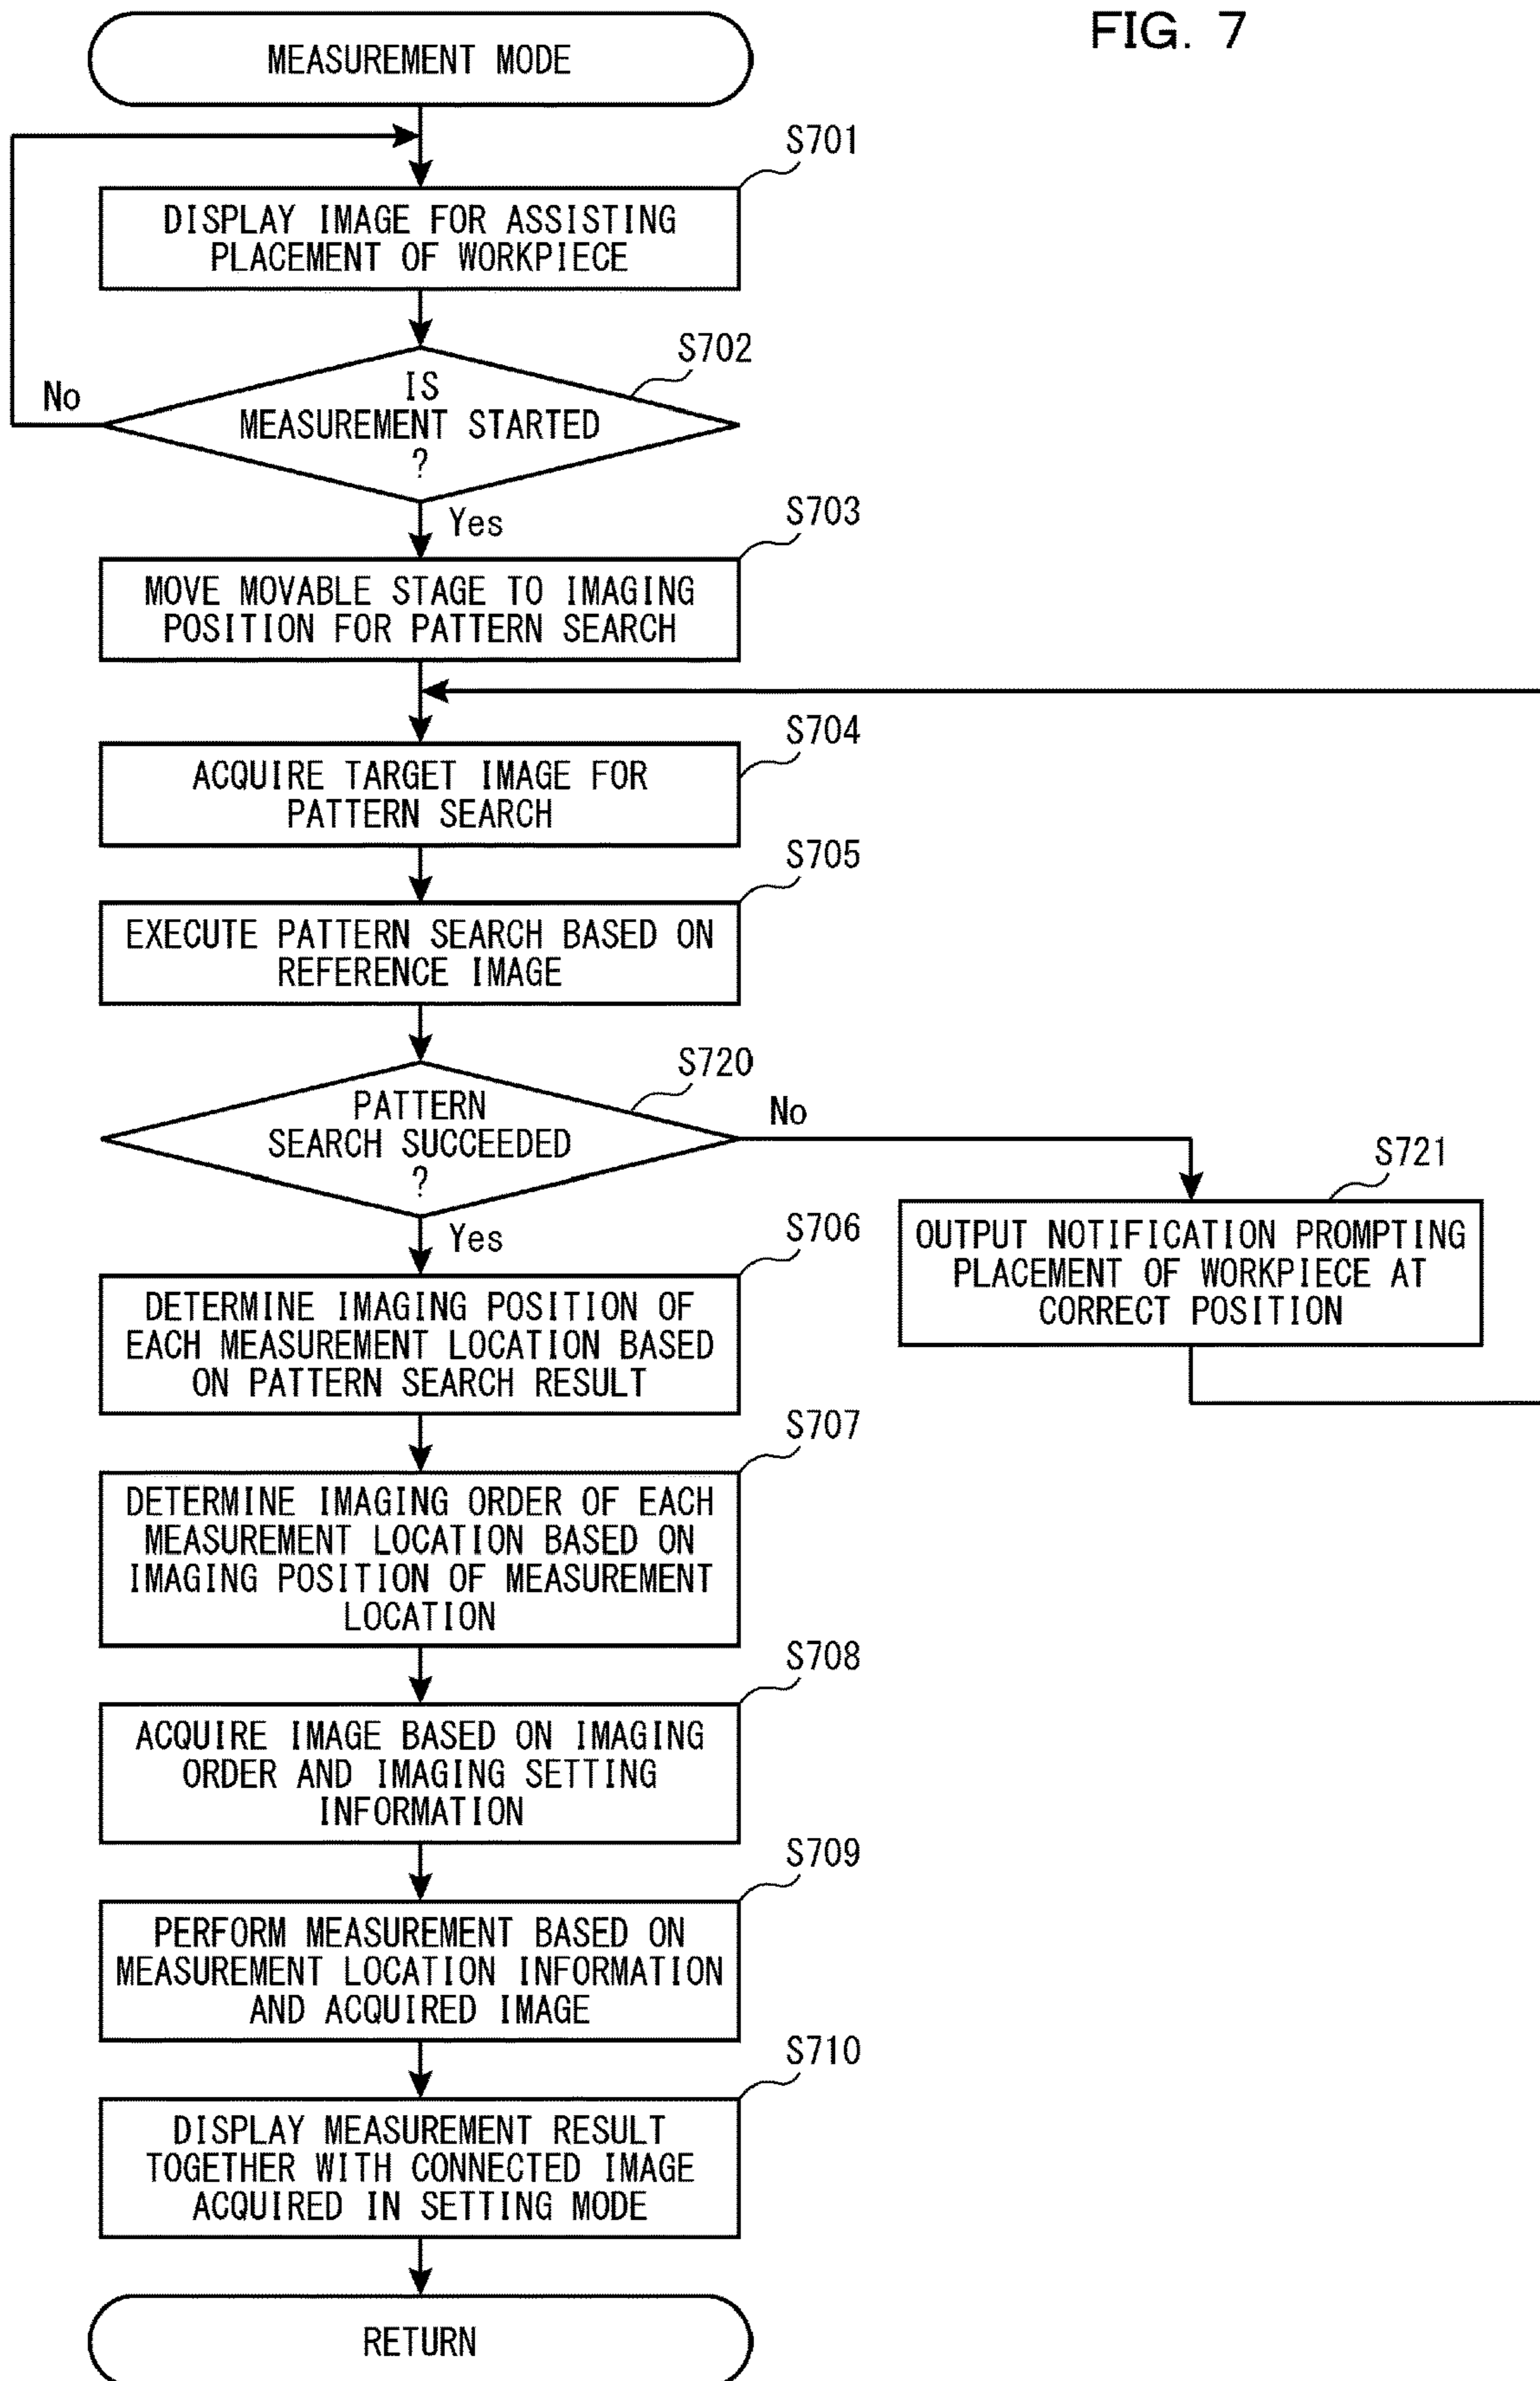 FIG. 7
MEASUREMENT MODE
S701
DISPLAY IMAGE FOR ASSISTING
PLACEMENT OF WORKPIECE
S702
IS
MEASUREMENT STARTED
?
No
Yes
S703
MOVE MOVABLE STAGE TO IMAGING
POSITION FOR PATTERN SEARCH
S704
ACQUIRE TARGET IMAGE FOR
PATTERN SEARCH
S705
EXECUTE PATTERN SEARCH BASED ON
REFERENCE IMAGE
S720
PATTERN
SEARCH SUCCEEDED
?
No
Yes
S721
OUTPUT NOTIFICATION PROMPTING
PLACEMENT OF WORKPIECE AT
CORRECT POSITION
S706
DETERMINE IMAGING POSITION OF
EACH MEASUREMENT LOCATION BASED
ON PATTERN SEARCH RESULT
S707
DETERMINE IMAGING ORDER OF EACH
MEASUREMENT LOCATION BASED ON
IMAGING POSITION OF MEASUREMENT
LOCATION
S708
ACQUIRE IMAGE BASED ON IMAGING
ORDER AND IMAGING SETTING
INFORMATION
S709
PERFORM MEASUREMENT BASED ON
MEASUREMENT LOCATION INFORMATION
AND ACQUIRED IMAGE
S710
DISPLAY MEASUREMENT RESULT
TOGETHER WITH CONNECTED IMAGE
ACQUIRED IN SETTING MODE
RETURN